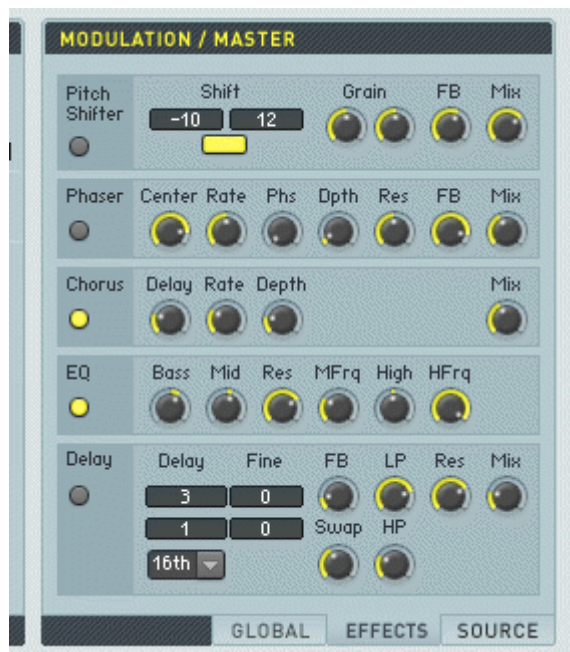 MODULATION / MASTER
Pitch Shifter
Shift Grain FB Mix
-10 12
Phaser Center Rate Phs Dpth Res FB Mix
Chorus Delay Rate Depth Mix
EQ Bass Mid Res MFrq High HFrq
Delay Delay Fine FB LP Res Mix
3 0
1 0 Swap HP
16th
GLOBAL EFFECTS SOURCE